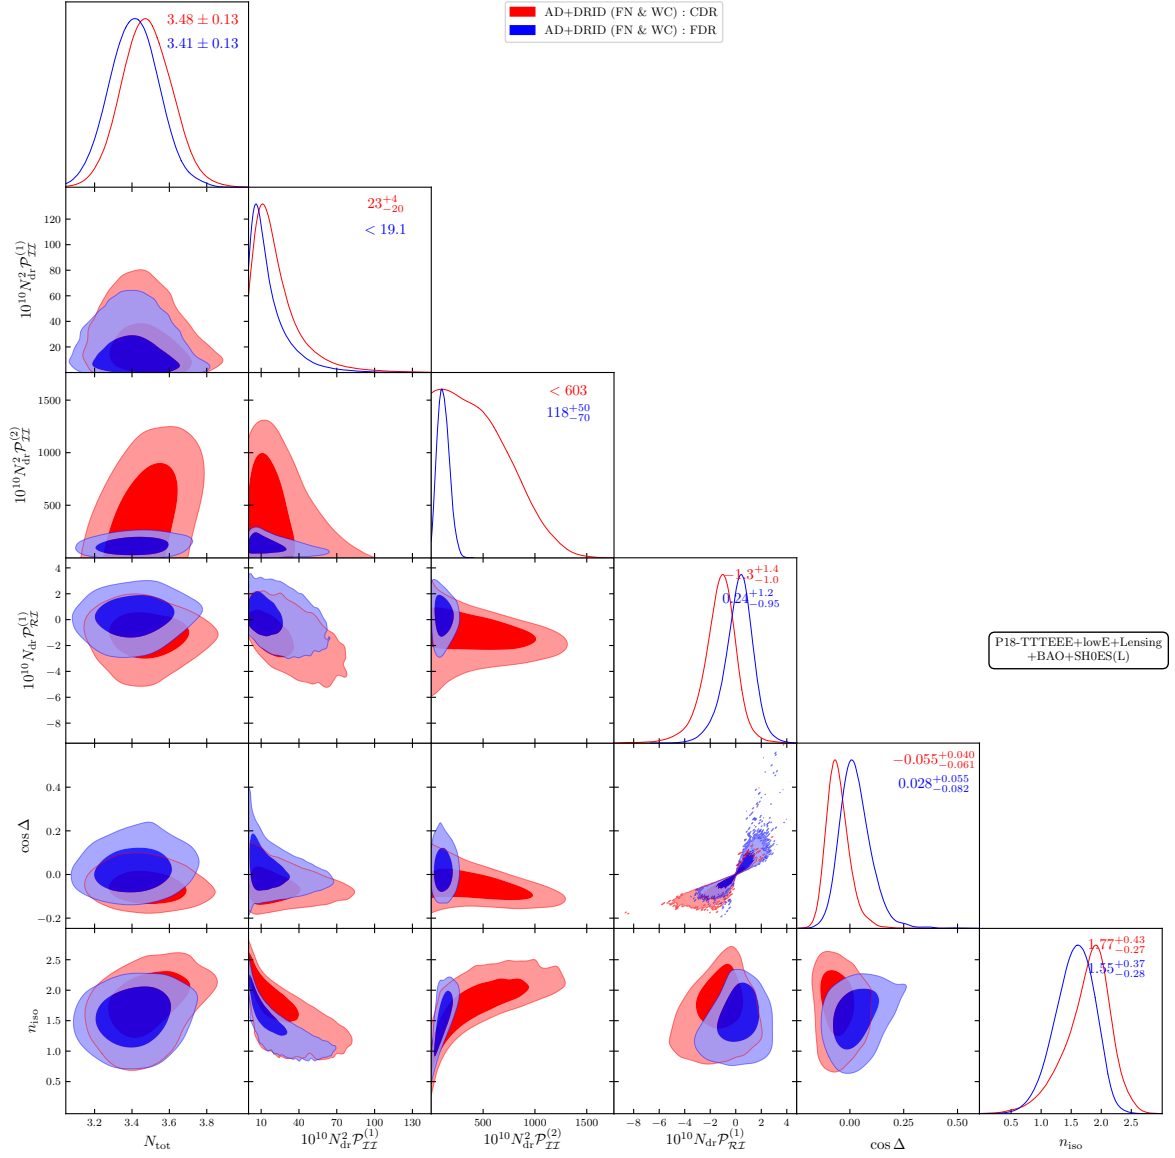 AD+DRID (FN & WC) : CDR
AD+DRID (FN & WC) : FDR
3.48 ± 0.13
3.41 ± 0.13
23^{+4}_{-20}
< 19.1
120
100
80
60
40
20
10^{10}N_{dr}^{2}𝒫_{ℐℐ}^{(1)}
< 603
118^{+50}_{-70}
1500
1000
500
10^{10}N_{dr}^{2}𝒫_{ℐℐ}^{(2)}
−1.3^{+1.4}_{-1.0}
0.24^{+1.2}_{-0.95}
4
2
0
−2
−4
−6
−8
10^{10}N_{dr}𝒫_{ℛℐ}^{(1)}
P18-TTTEEE+lowE+Lensing
+BAO+SH0ES(L)
−0.055^{+0.040}_{-0.061}
0.028^{+0.055}_{-0.082}
0.4
0.2
0.0
−0.2
cos Δ
1.77^{+0.43}_{-0.27}
1.55^{+0.37}_{-0.28}
2.5
2.0
1.5
1.0
0.5
n_{iso}
3.2 3.4 3.6 3.8
10 40 70 100 130
500 1000 1500
−8 −6 −4 −2 0 2 4
0.00 0.25 0.50
0.5 1.0 1.5 2.0 2.5
N_{tot}
10^{10}N_{dr}^{2}𝒫_{ℐℐ}^{(1)}
10^{10}N_{dr}^{2}𝒫_{ℐℐ}^{(2)}
10^{10}N_{dr}𝒫_{ℛℐ}^{(1)}
cos Δ
n_{iso}